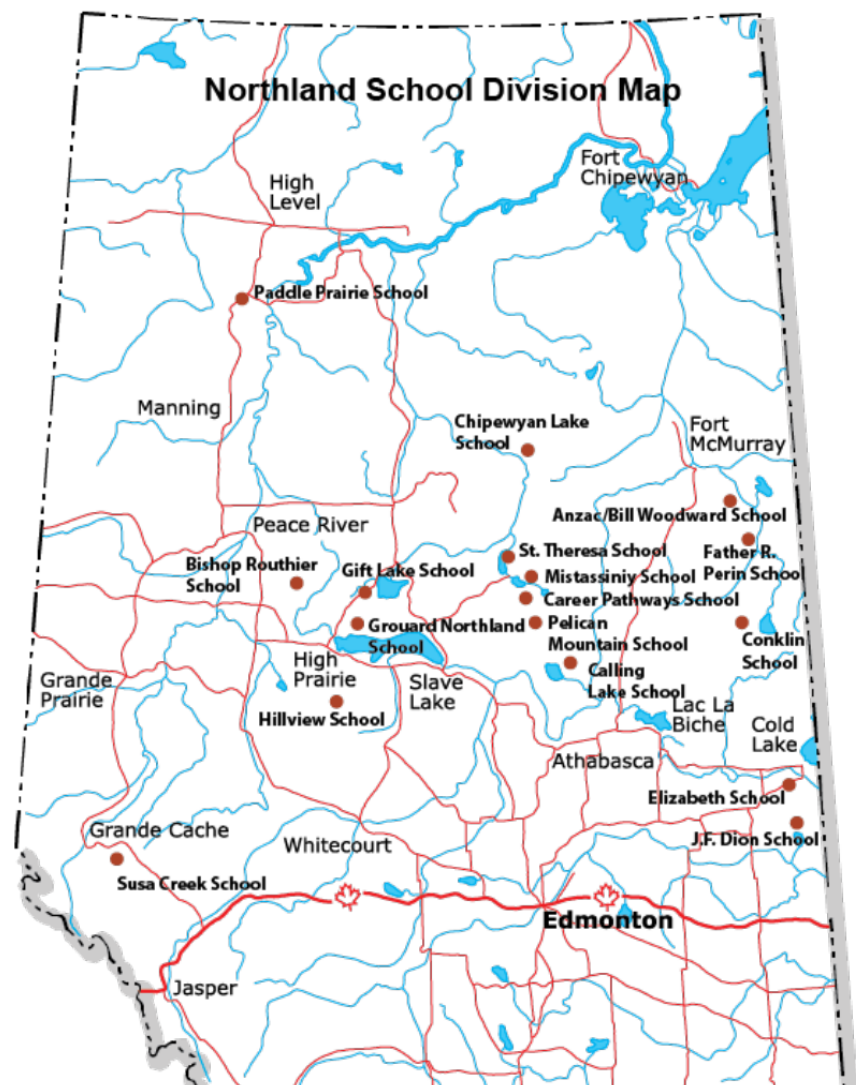 Northland School Division Map
Fort
Chipewyan
High
Level
Paddle Prairie School
Manning
Chipewyan Lake
School
Fort
McMurray
Anzac/Bill Woodward School
Peace River
Father R.
Perin School
St. Theresa School
Bishop Routhier
School
Gift Lake School
Mistassiniy School
Career Pathways School
Grouard Northland
School
Pelican
Mountain School
Conklin
School
High
Prairie
Calling
Lake School
Grande
Prairie
Slave
Lake
Hillview School
Lac La
Biche
Cold
Lake
Athabasca
Elizabeth School
Grande Cache
Whitecourt
J.F. Dion School
Susa Creek School
Edmonton
Jasper